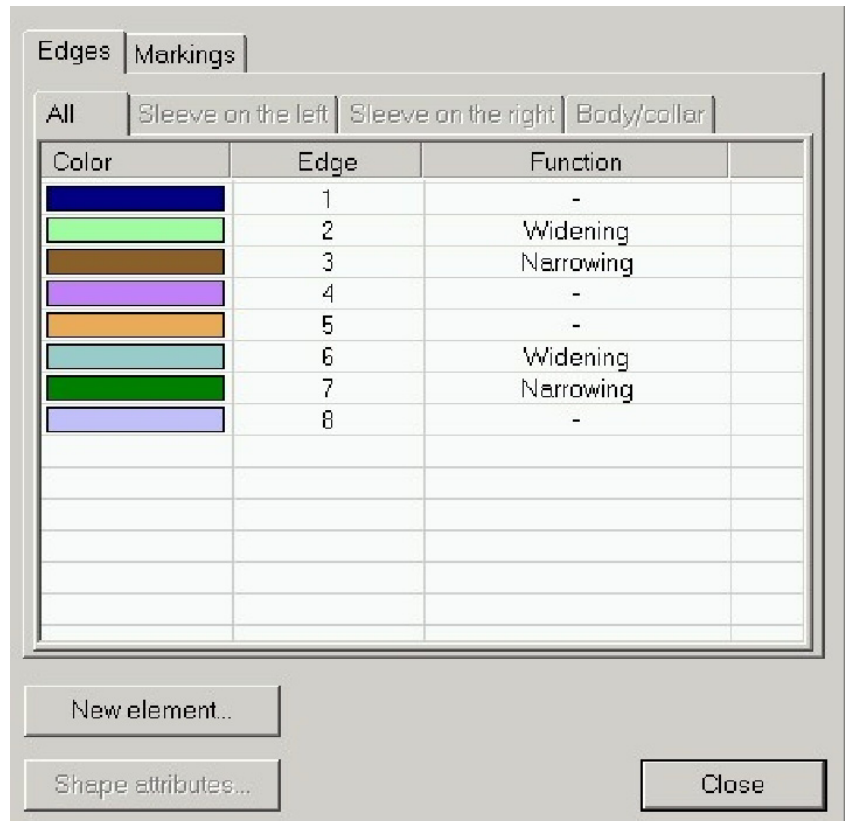 Edges Markings
All Sleeve on the left Sleeve on the right Body/collar
Color Edge Function
1 -
2 Widening
3 Narrowing
4 -
5 -
6 Widening
7 Narrowing
8 -
New element...
Shape attributes...
Close